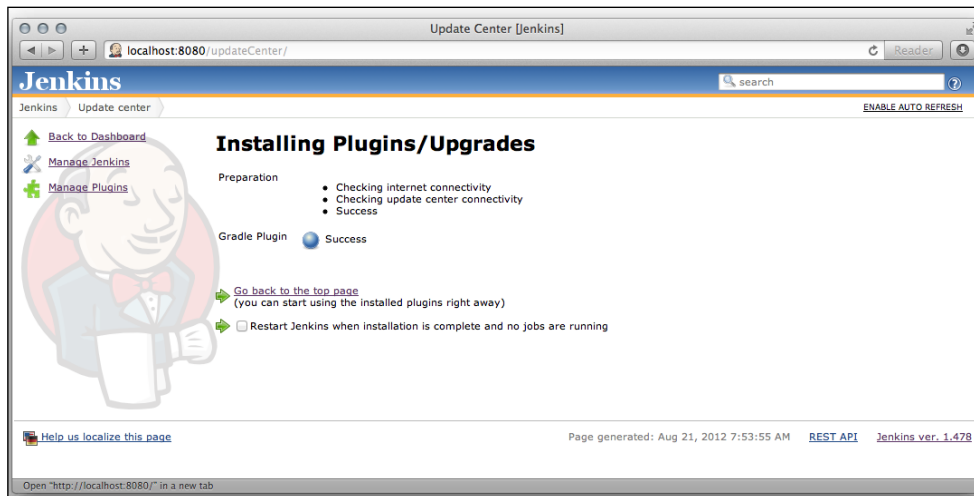 Update Center [Jenkins]
localhost:8080/updateCenter/
Reader
Jenkins
search
Jenkins Update center
ENABLE AUTO REFRESH
Back to Dashboard
Manage Jenkins
Manage Plugins
Installing Plugins/Upgrades
Preparation
Checking internet connectivity
Checking update center connectivity
Success
Gradle Plugin Success
Go back to the top page
(you can start using the installed plugins right away)
Restart Jenkins when installation is complete and no jobs are running
Help us localize this page
Page generated: Aug 21, 2012 7:53:55 AM REST API Jenkins ver. 1.478
Open "http://localhost:8080/" in a new tab